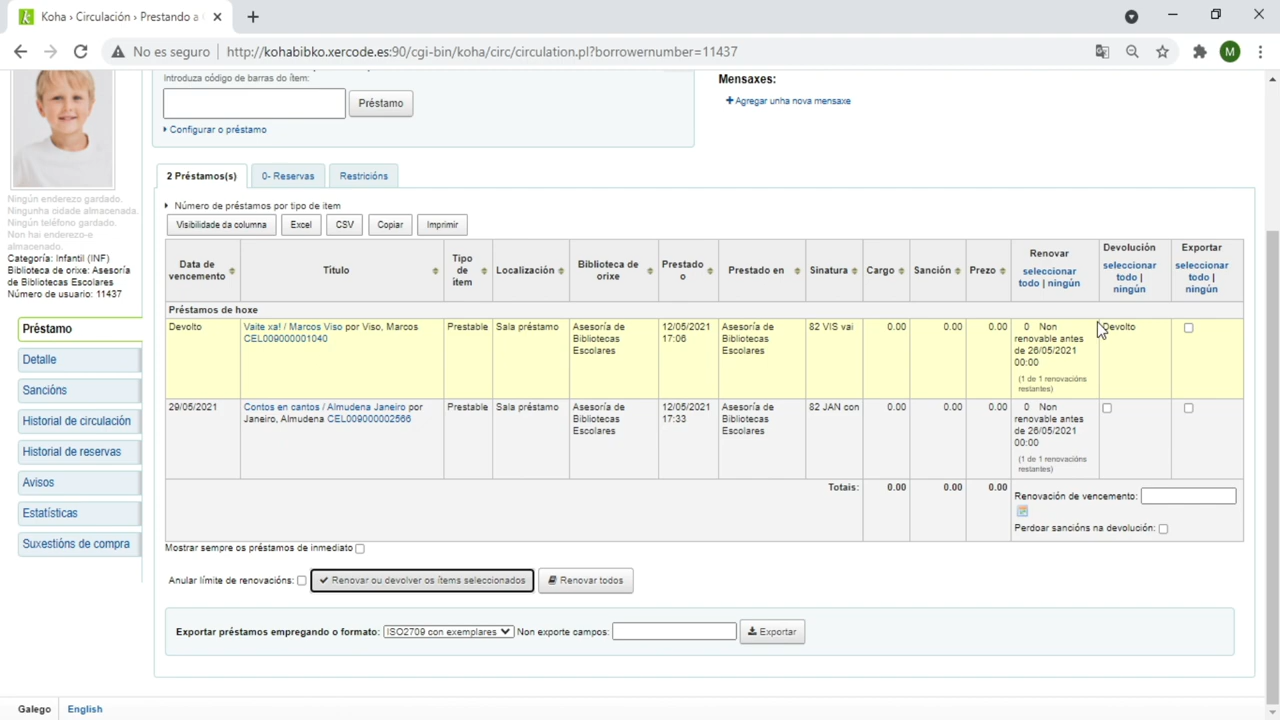 Koha › Circulación › Prestando a
No es seguro
http://kohabibko.xercode.es:90/cgi-bin/koha/circ/circulation.pl?borrowernumber=11437
M
Introduza código de barras do ítem:
Préstamo
Configurar o préstamo
Mensaxes:
+Agregar unha nova mensaxe
Ningún enderezo gardado.
Ningunha cidade almacenada.
Ningún teléfono gardado.
Non hai enderezo-e
almacenado.
Categoría: Infantil (INF)
Biblioteca de orixe: Asesoría
de Bibliotecas Escolares
Número de usuario: 11437
Préstamo
Detalle
Sancións
Historial de circulación
Historial de reservas
Avisos
Estatísticas
Suxestións de compra
2 Préstamos(s)
0- Reservas
Restricións
Número de préstamos por tipo de item
Visibilidade da columna
Excel
CSV
Copiar
Imprimir
Data de
vencemento
Título
Tipo
de
item
Localización
Biblioteca de
orixe
Prestado
o
Prestado en
Sinatura
Cargo
Sanción
Prezo
Renovar
seleccionar
todo | ningún
Devolución
seleccionar
todo |
ningún
Exportar
seleccionar
todo |
ningún
Préstamos de hoxe
Devolto
Vaite xa! / Marcos Viso por Viso, Marcos
CEL009000001040
Prestable
Sala préstamo
Asesoría de
Bibliotecas
Escolares
12/05/2021
17:06
Asesoría de
Bibliotecas
Escolares
82 VIS vai
0.00
0.00
0.00
0 Non
renovable antes
de 26/05/2021
00:00
(1 de 1 renovacións
restantes)
Devolto
29/05/2021
Contos en cantos / Almudena Janeiro por
Janeiro, Almudena CEL009000002566
Prestable
Sala préstamo
Asesoría de
Bibliotecas
Escolares
12/05/2021
17:33
Asesoría de
Bibliotecas
Escolares
82 JAN con
0.00
0.00
0.00
0 Non
renovable antes
de 26/05/2021
00:00
(1 de 1 renovacións
restantes)
Totais:
0.00
0.00
0.00
Renovación de vencemento:
Perdoar sancións na devolución:
Mostrar sempre os préstamos de inmediato
Anular límite de renovacións:
Renovar ou devolver os ítems seleccionados
Renovar todos
Exportar préstamos empregando o formato:
ISO2709 con exemplares
Non exporte campos:
Exportar
Galego
English